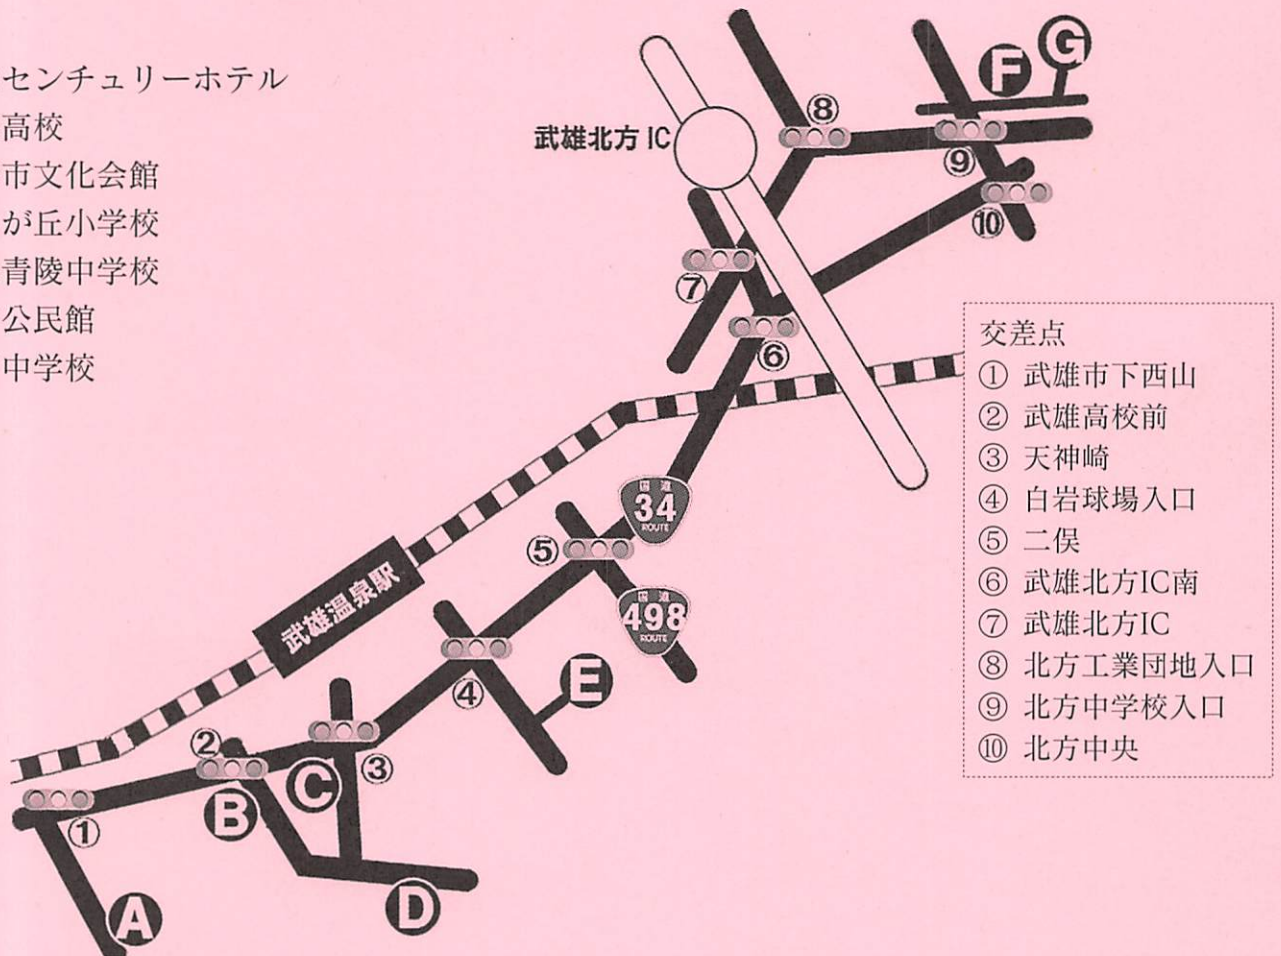 センチュリーホテル
高校
市文化会館
が丘小学校
青陵中学校
公民館
中学校
武雄北方 IC
⑧
F
G
⑨
⑩
⑦
⑥
国道
34
ROUTE
⑤
国道
498
ROUTE
武雄温泉駅
④
E
②
③
C
B
①
D
A
交差点
① 武雄市下西山
② 武雄高校前
③ 天神崎
④ 白岩球場入口
⑤ 二俣
⑥ 武雄北方IC南
⑦ 武雄北方IC
⑧ 北方工業団地入口
⑨ 北方中学校入口
⑩ 北方中央